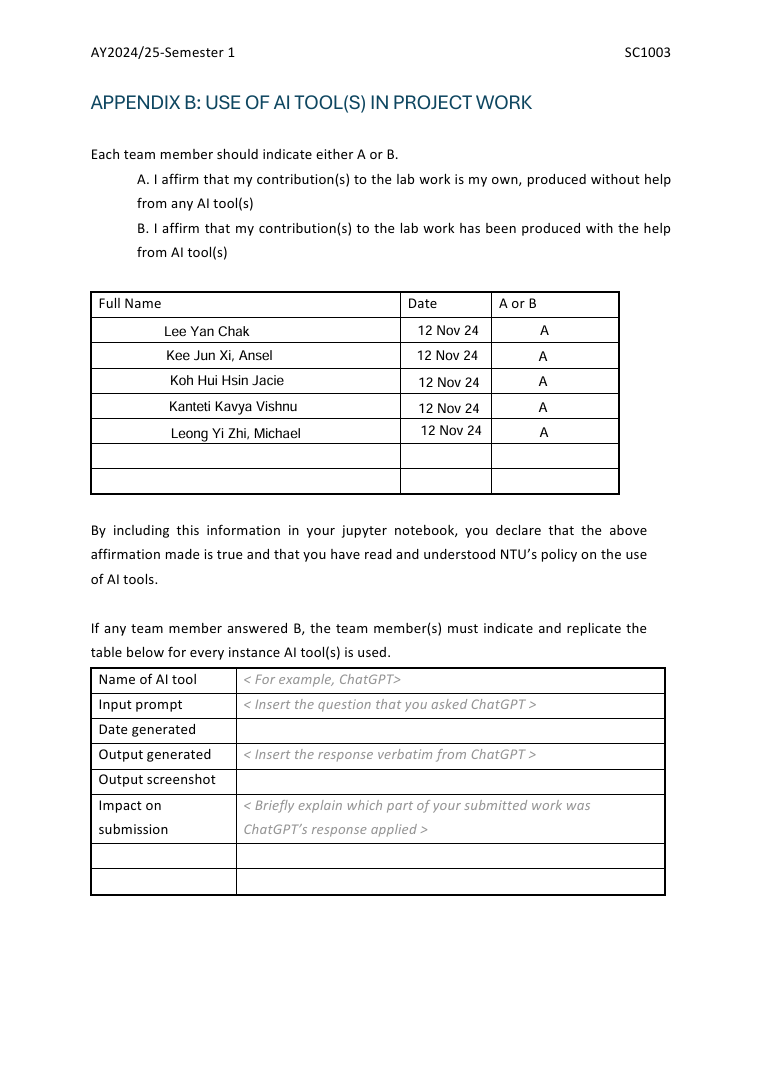 AY2024/25-Semester 1 SC1003
APPENDIX B: USE OF AI TOOL(S) IN PROJECT WORK
Each team member should indicate either A or B.
A. I affirm that my contribution(s) to the lab work is my own, produced without help
from any AI tool(s)
B. I affirm that my contribution(s) to the lab work has been produced with the help
from AI tool(s)
Full Name Date A or B
Lee Yan Chak 12 Nov 24 A
Kee Jun Xi, Ansel 12 Nov 24 A
Koh Hui Hsin Jacie 12 Nov 24 A
Kanteti Kavya Vishnu 12 Nov 24 A
Leong Yi Zhi, Michael 12 Nov 24 A
By including this information in your jupyter notebook, you declare that the above
affirmation made is true and that you have read and understood NTU’s policy on the use
of AI tools.
If any team member answered B, the team member(s) must indicate and replicate the
table below for every instance AI tool(s) is used.
Name of AI tool < For example, ChatGPT>
Input prompt < Insert the question that you asked ChatGPT >
Date generated
Output generated < Insert the response verbatim from ChatGPT >
Output screenshot
Impact on < Briefly explain which part of your submitted work was
submission ChatGPT’s response applied >